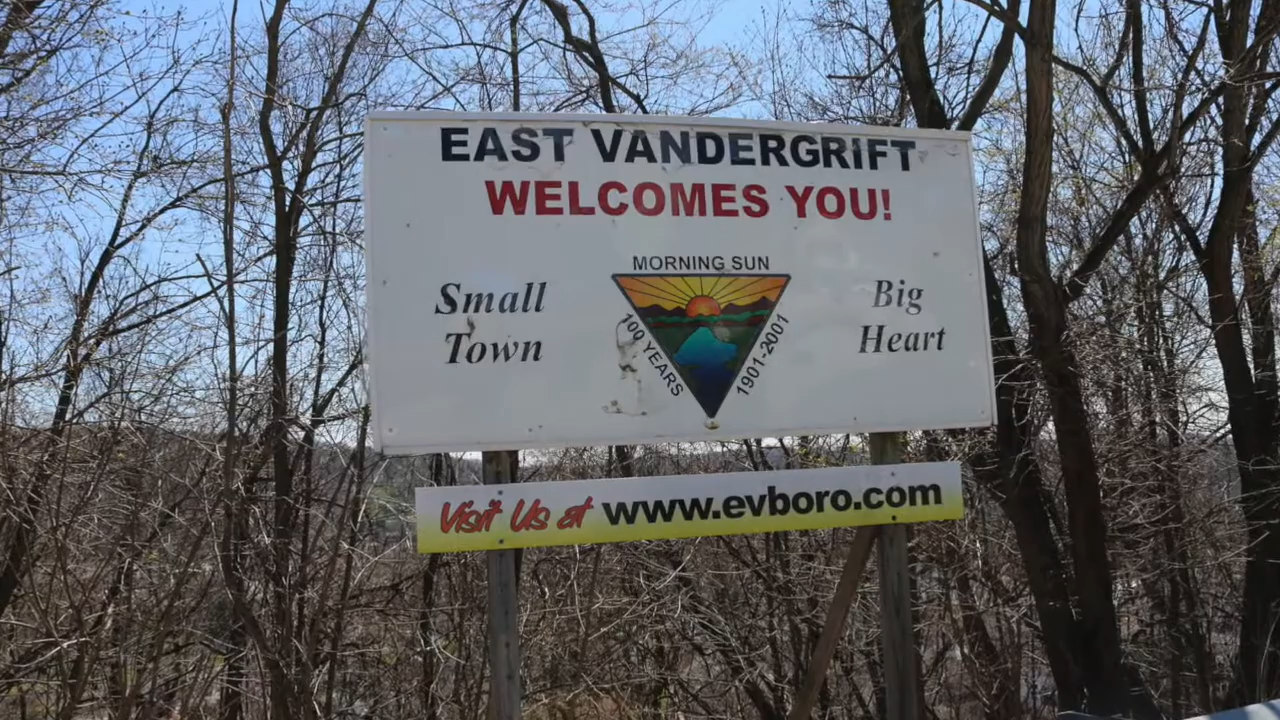 EAST VANDERGRIFT
WELCOMES YOU!
Small
Town
MORNING SUN
100 YEARS
1901-2001
Big
Heart
Visit Us at www.evboro.com